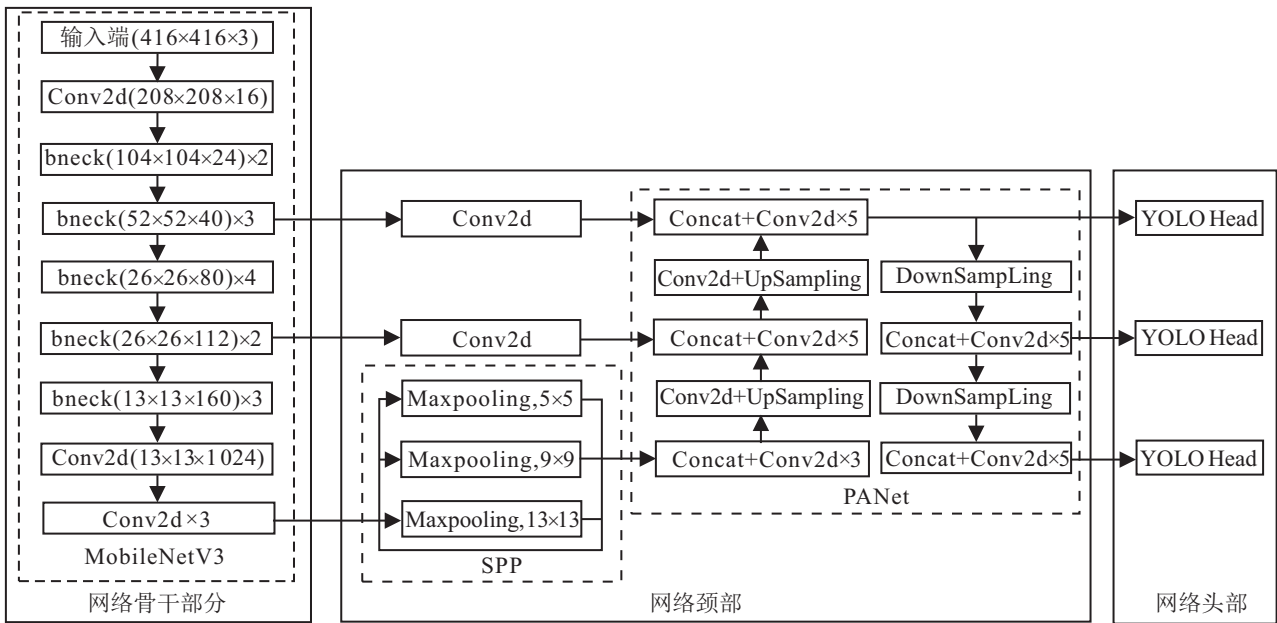 输入端(416×416×3)
Conv2d(208×208×16)
bneck(104×104×24)×2
bneck(52×52×40)×3
bneck(26×26×80)×4
bneck(26×26×112)×2
bneck(13×13×160)×3
Conv2d(13×13×1024)
Conv2d×3
MobileNetV3
网络骨干部分
Conv2d
Conv2d
Maxpooling,5×5
Maxpooling,9×9
Maxpooling,13×13
SPP
Concat+Conv2d×5
Conv2d+UpSampling
Concat+Conv2d×5
Conv2d+UpSampling
Concat+Conv2d×3
DownSampLing
Concat+Conv2d×5
DownSampLing
Concat+Conv2d×5
PANet
网络颈部
YOLO Head
YOLO Head
YOLO Head
网络头部